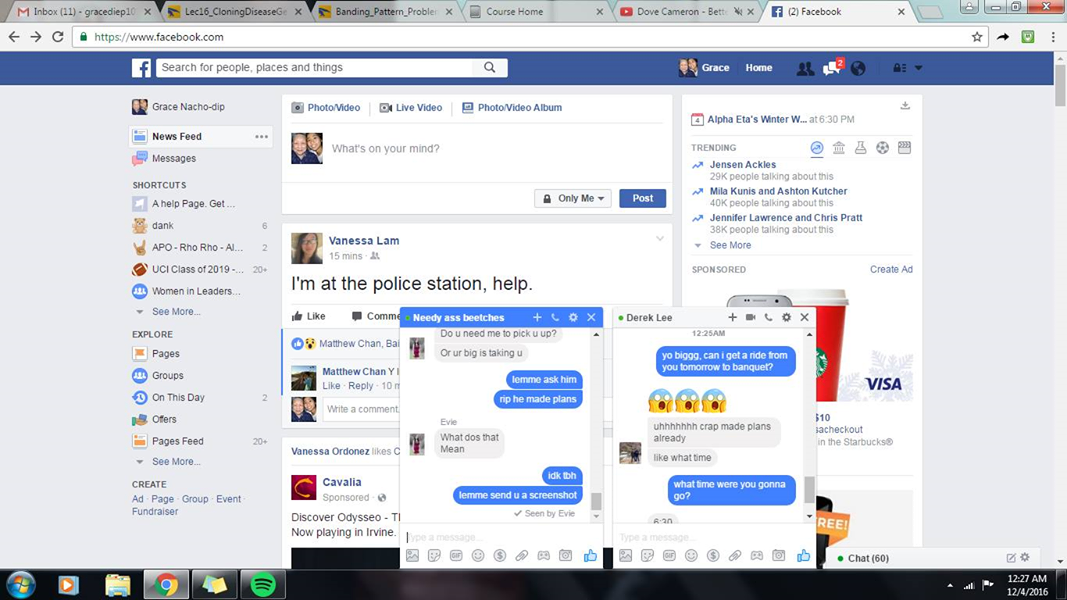 Inbox (11) - gracediep10
Lec16_CloningDiseaseGe
Banding_Pattern_Problem
Course Home
Dove Cameron - Bett
(2) Facebook
https://www.facebook.com
Search for people, places and things
Grace
Home
2
Grace Nacho-dip
News Feed
Messages
SHORTCUTS
A help Page. Get ...
dank 6
APO - Rho Rho - Al... 2
UCI Class of 2019 -... 20+
Women in Leaders...
See More...
EXPLORE
Pages
Groups
On This Day 2
Offers
Pages Feed 20+
See More...
CREATE
Ad · Page · Group · Event ·
Fundraiser
Photo/Video
Live Video
Photo/Video Album
What's on your mind?
Only Me
Post
Vanessa Lam
15 mins ·
I'm at the police station, help.
Like
Comme
Matthew Chan, Bai
Matthew Chan Y l
Like · Reply · 10 m
Write a comment.
Vanessa Ordonez likes C
Cavalia
Sponsored ·
Discover Odysseo - T
Now playing in Irvine.
4
Alpha Eta's Winter W... at 6:30 PM
TRENDING
Jensen Ackles
29K people talking about this
Mila Kunis and Ashton Kutcher
40K people talking about this
Jennifer Lawrence and Chris Pratt
38K people talking about this
See More
SPONSORED
Create Ad
VISA
$10
sacheckout
in the Starbucks®
FREE!
Needy ass beetches
Do u need me to pick u up?
Or ur big is taking u
lemme ask him
rip he made plans
Evie
What dos that
Mean
idk tbh
lemme send u a screenshot
Seen by Evie
Type a message...
Derek Lee
12:25AM
yo biggg, can i get a ride from
you tomorrow to banquet?
uhhhhhhh crap made plans
already
like what time
what time were you gonna
go?
6:30
Type a message...
Chat (60)
12:27 AM
12/4/2016